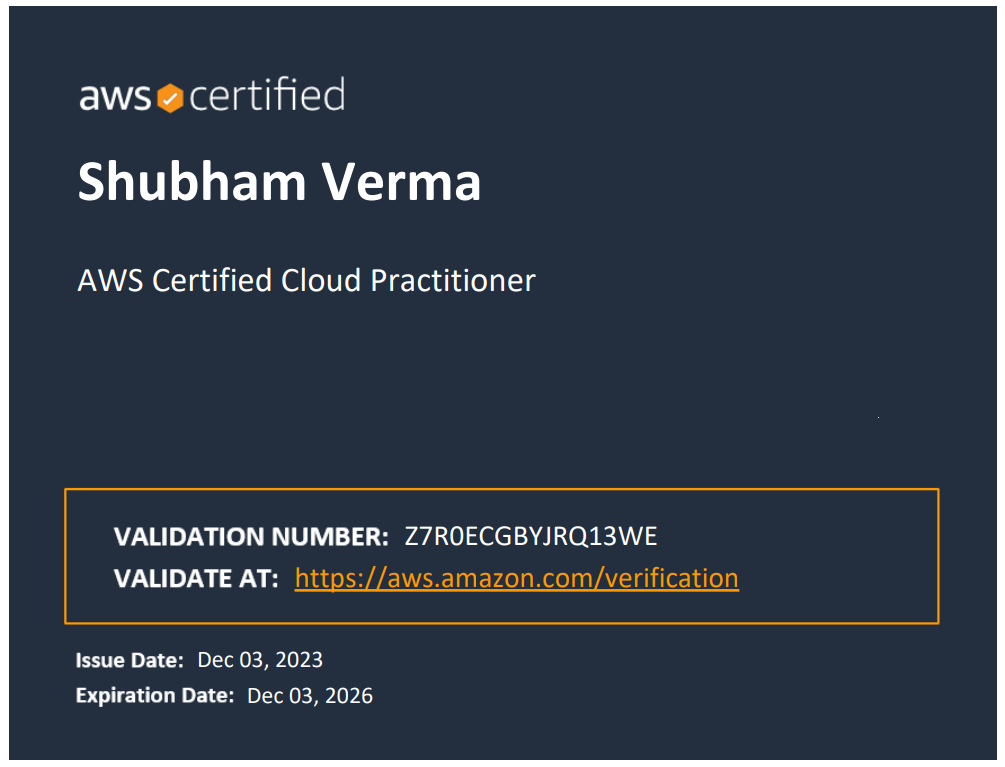 aws certified
Shubham Verma
AWS Certified Cloud Practitioner
VALIDATION NUMBER: Z7R0ECGBYJRQ13WE
VALIDATE AT: https://aws.amazon.com/verification
Issue Date: Dec 03, 2023
Expiration Date: Dec 03, 2026